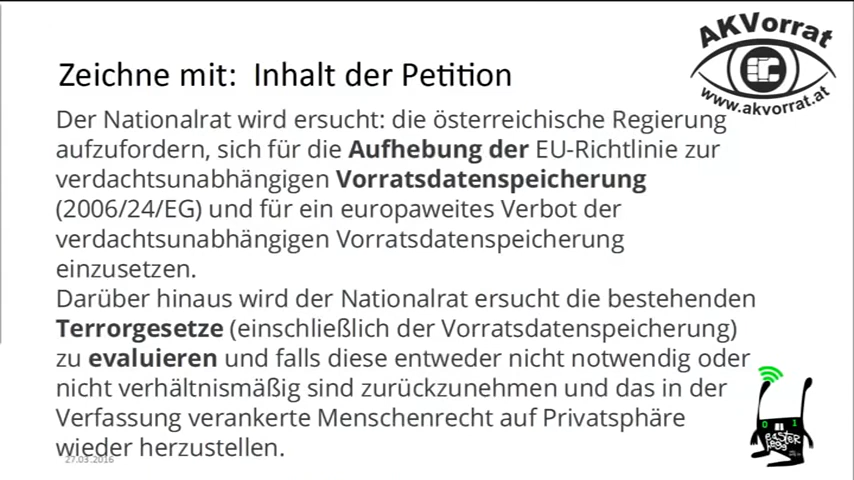 AKVorrat
www.akvorrat.at
Zeichne mit: Inhalt der Petition
Der Nationalrat wird ersucht: die österreichische Regierung
aufzufordern, sich für die Aufhebung der EU-Richtlinie zur
verdachtsunabhängigen Vorratsdatenspeicherung
(2006/24/EG) und für ein europaweites Verbot der
verdachtsunabhängigen Vorratsdatenspeicherung
einzusetzen.
Darüber hinaus wird der Nationalrat ersucht die bestehenden
Terrorgesetze (einschließlich der Vorratsdatenspeicherung)
zu evaluieren und falls diese entweder nicht notwendig oder
nicht verhältnismäßig sind zurückzunehmen und das in der
Verfassung verankerte Menschenrecht auf Privatsphäre
wieder herzustellen.
27.03.2016
0 1
easter
hegg